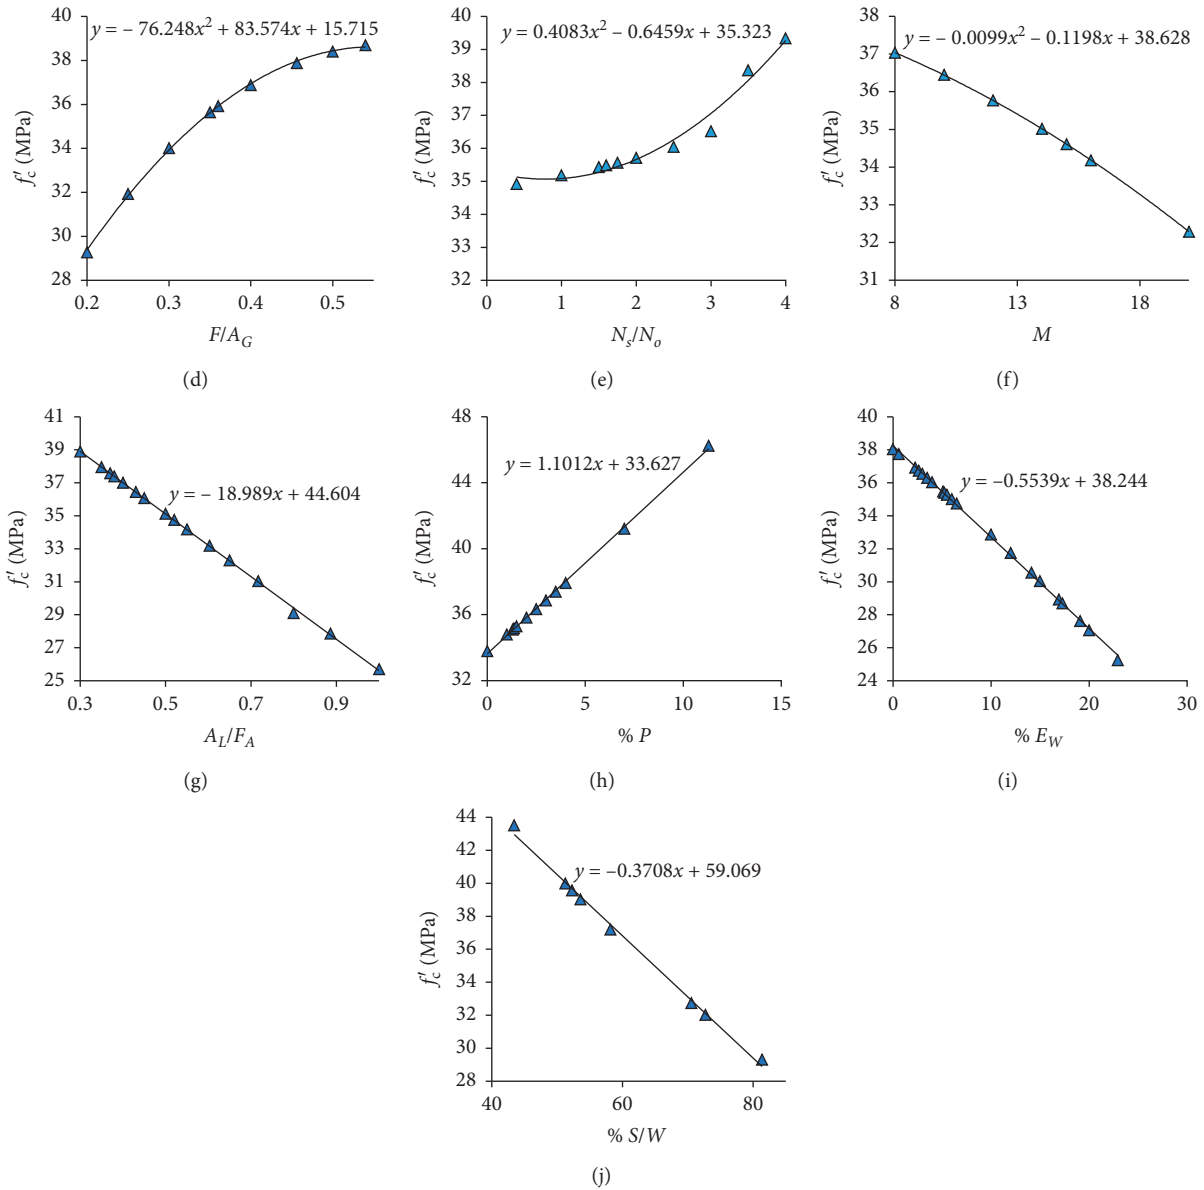 y = – 76.248x² + 83.574x + 15.715
40
38
36
34
32
30
28
0.2 0.3 0.4 0.5
f′c (MPa)
F/A_G
(d)
y = 0.4083x² – 0.6459x + 35.323
40
39
38
37
36
35
34
33
32
0 1 2 3 4
f′c (MPa)
N_s/N_o
(e)
y = – 0.0099x² – 0.1198x + 38.628
38
37
36
35
34
33
32
31
8 13 18
f′c (MPa)
M
(f)
y = – 18.989x + 44.604
41
39
37
35
33
31
29
27
25
0.3 0.5 0.7 0.9
f′c (MPa)
A_L/F_A
(g)
y = 1.1012x + 33.627
48
44
40
36
32
0 5 10 15
f′c (MPa)
% P
(h)
y = –0.5539x + 38.244
40
38
36
34
32
30
28
26
24
0 10 20 30
f′c (MPa)
% E_W
(i)
y = –0.3708x + 59.069
44
42
40
38
36
34
32
30
28
40 60 80
f′c (MPa)
% S/W
(j)